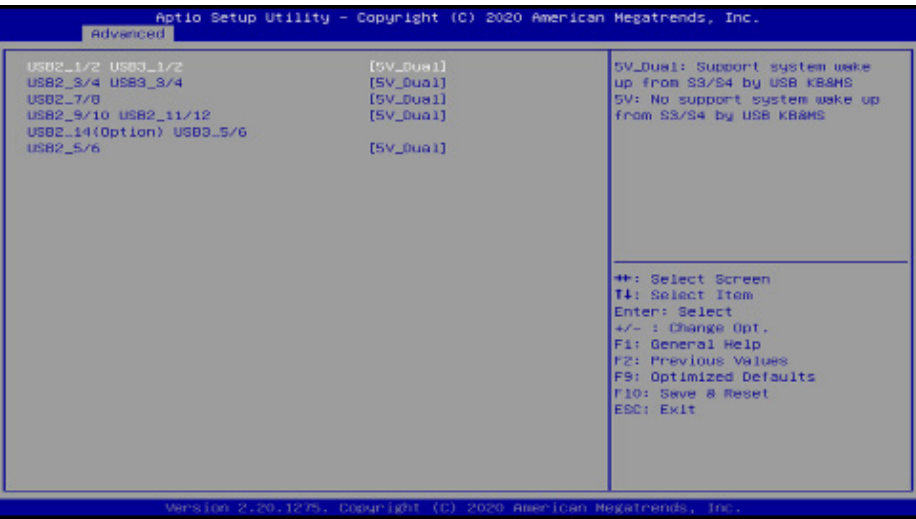 Aptio Setup Utility - Copyright (C) 2020 American Megatrends, Inc.
Advanced
USB2_1/2 USB3_1/2 [5V_Dual]
USB2_3/4 USB3_3/4 [5V_Dual]
USB2_7/8 [5V_Dual]
USB2_9/10 USB2_11/12 [5V_Dual]
USB2_14(Option) USB3_5/6
USB2_5/6 [5V_Dual]
5V_Dual: Support system wake
up from S3/S4 by USB KB&MS
5V: No support system wake up
from S3/S4 by USB KB&MS
→←: Select Screen
↑↓: Select Item
Enter: Select
+/- : Change Opt.
F1: General Help
F2: Previous Values
F9: Optimized Defaults
F10: Save & Reset
ESC: Exit
Version 2.20.1275. Copyright (C) 2020 American Megatrends, Inc.